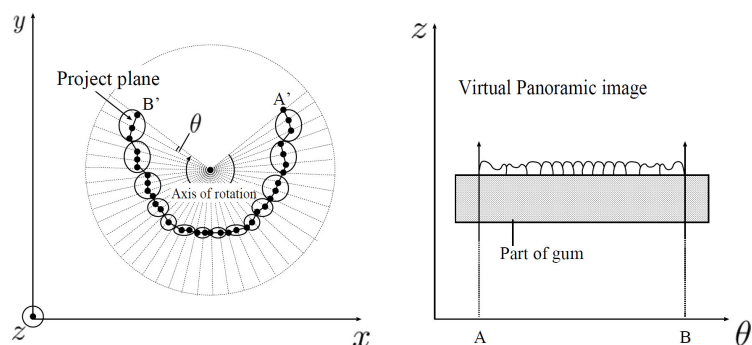 y
Project plane
B’
A’
θ
Axis of rotation
z
x
z
Virtual Panoramic image
Part of gum
A
B
θ